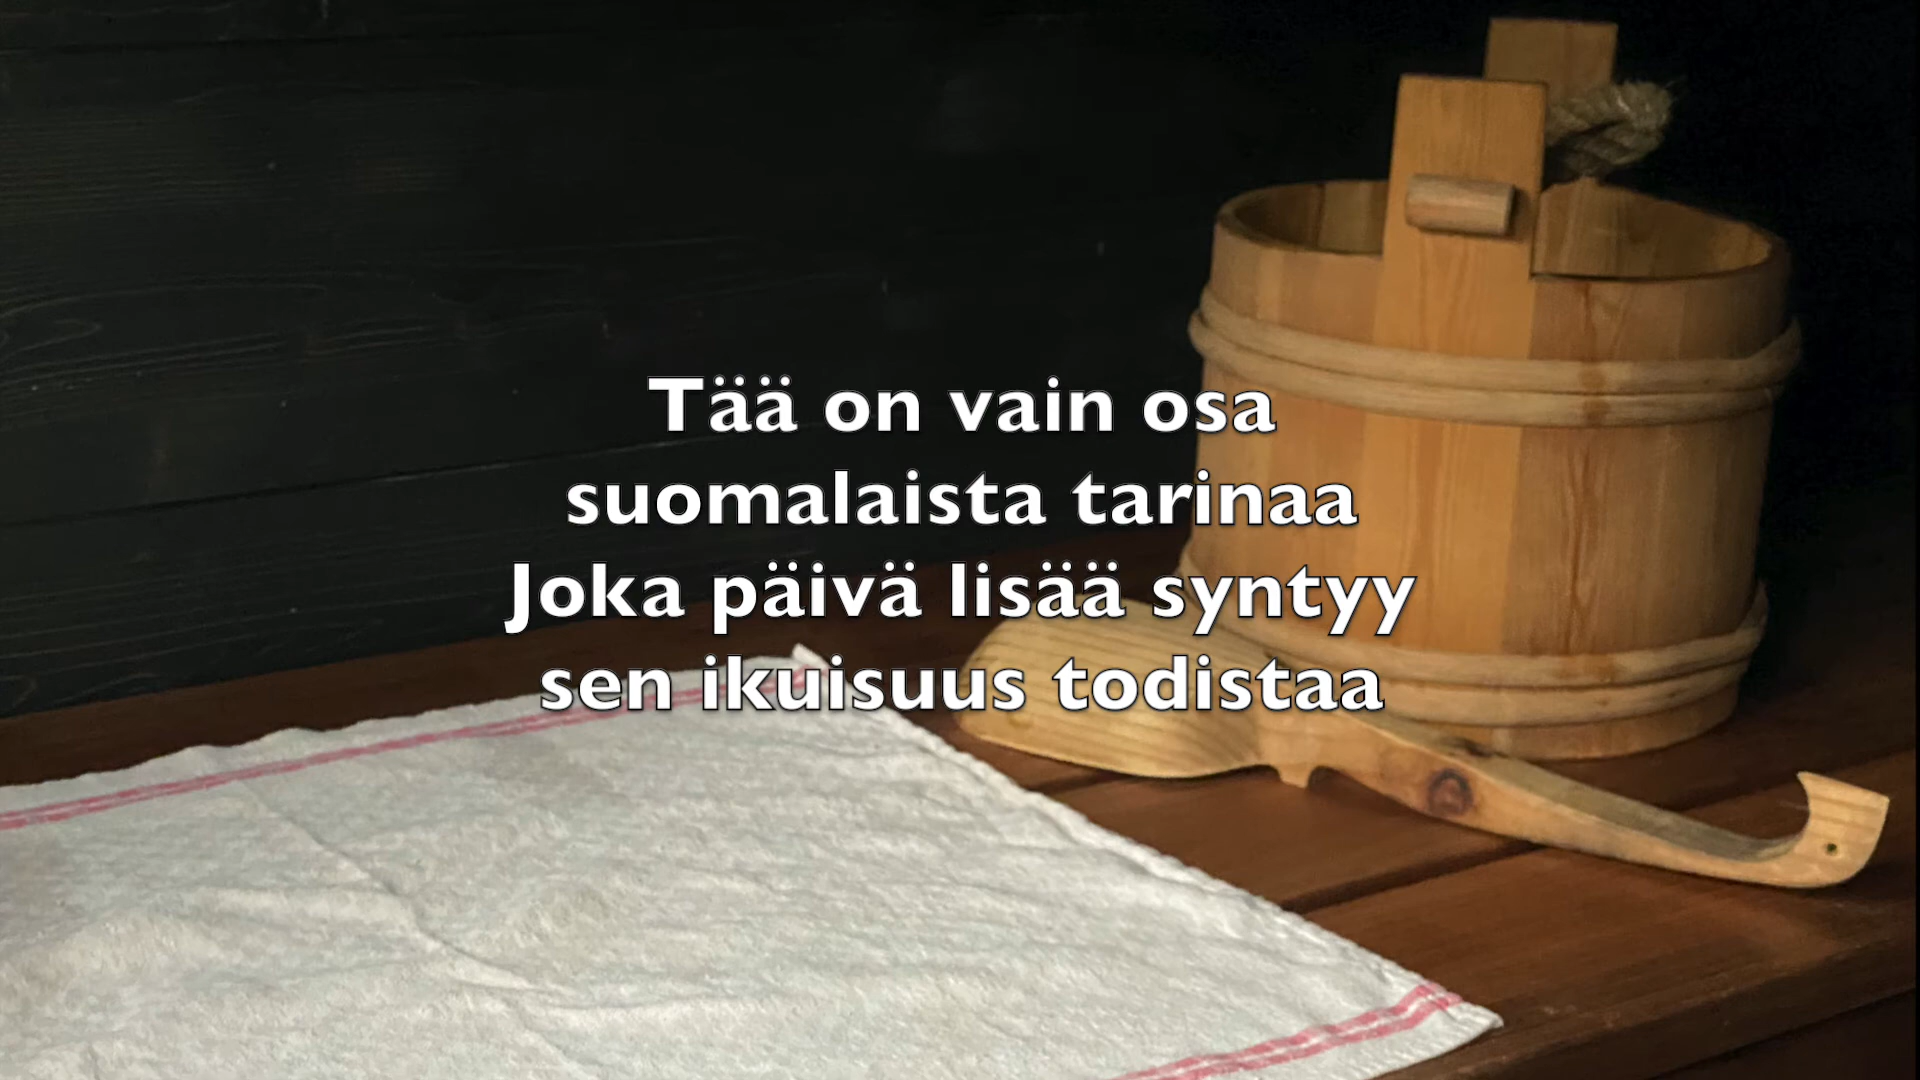 Tää on vain osa
suomalaista tarinaa
Joka päivä lisää syntyy
sen ikuisuus todistaa